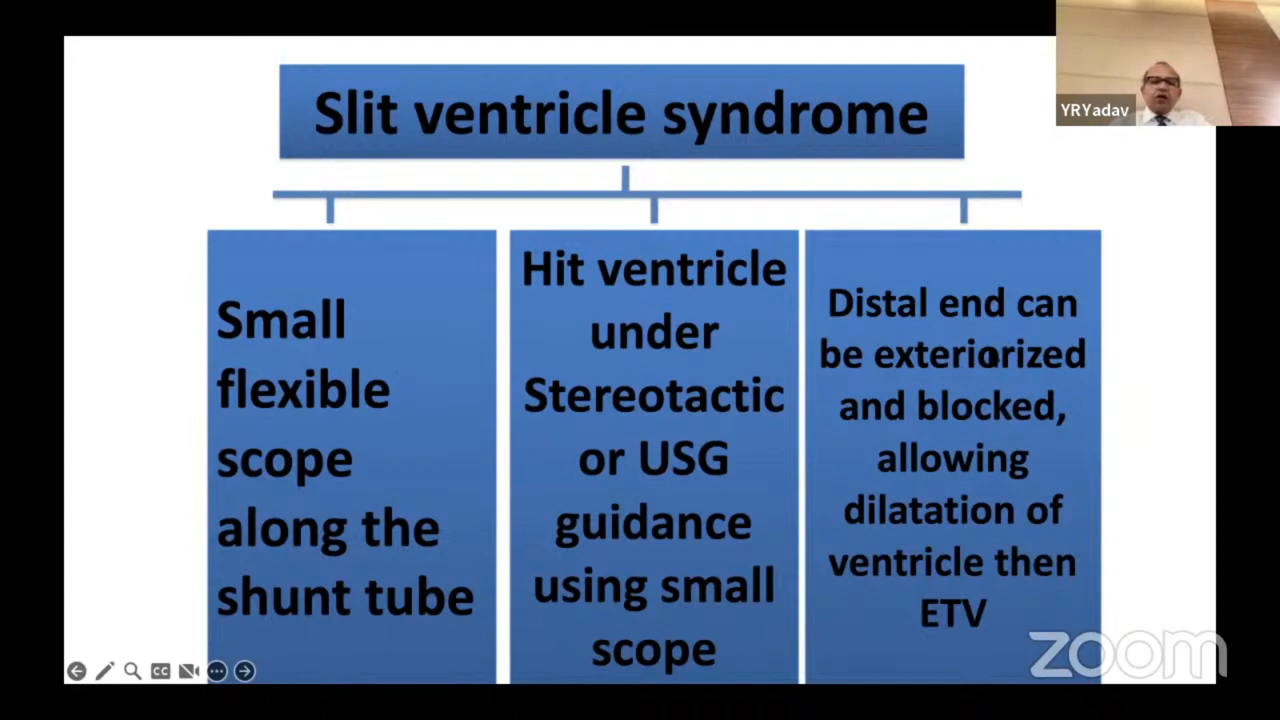 Slit ventricle syndrome
YRYadav
Small
flexible
scope
along the
shunt tube
Hit ventricle
under
Stereotactic
or USG
guidance
using small
scope
Distal end can
be exteriorized
and blocked,
allowing
dilatation of
ventricle then
ETV
CC
zoom